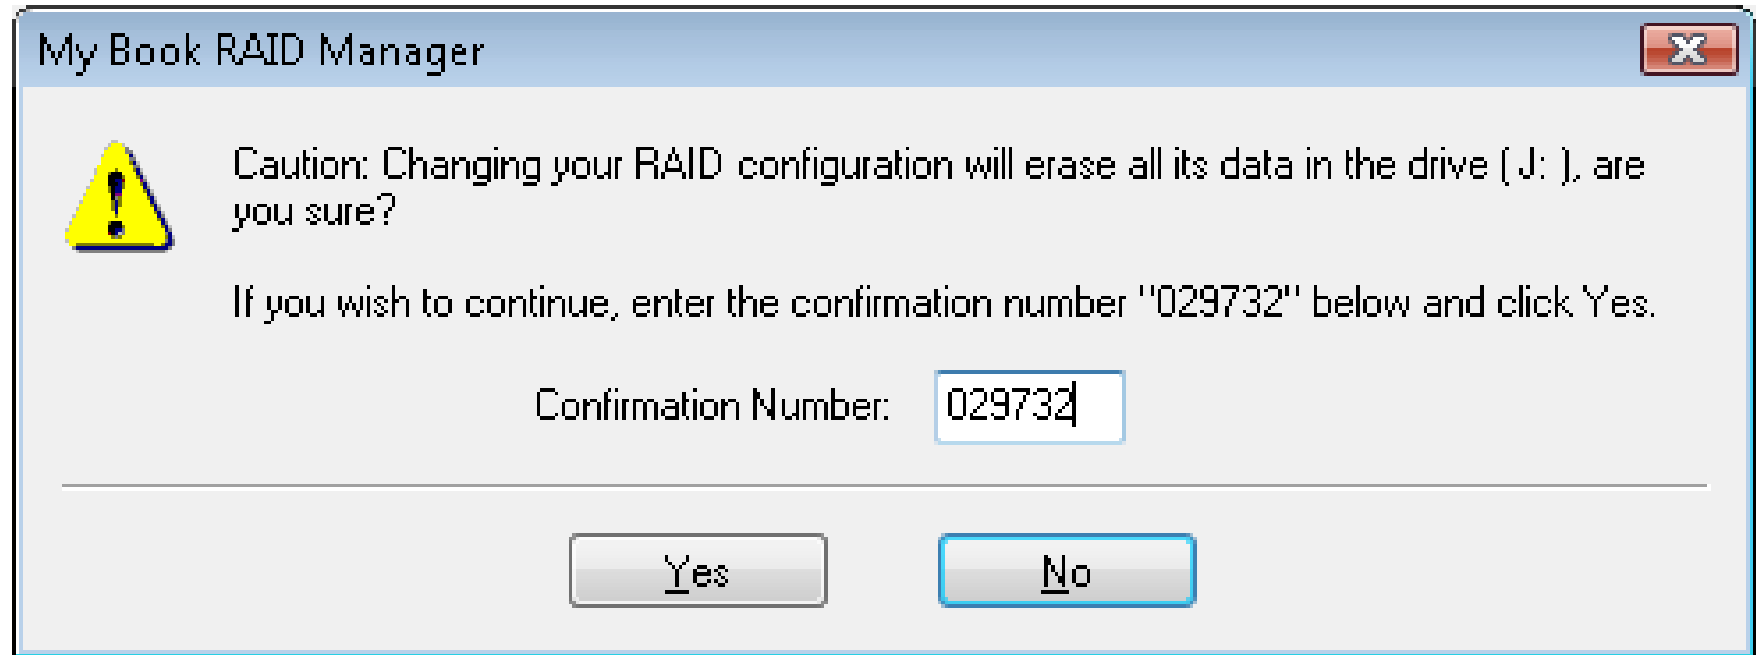 My Book RAID Manager
Caution: Changing your RAID configuration will erase all its data in the drive ( J: ), are
you sure?
If you wish to continue, enter the confirmation number "029732" below and click Yes.
Confirmation Number: 029732
Yes No